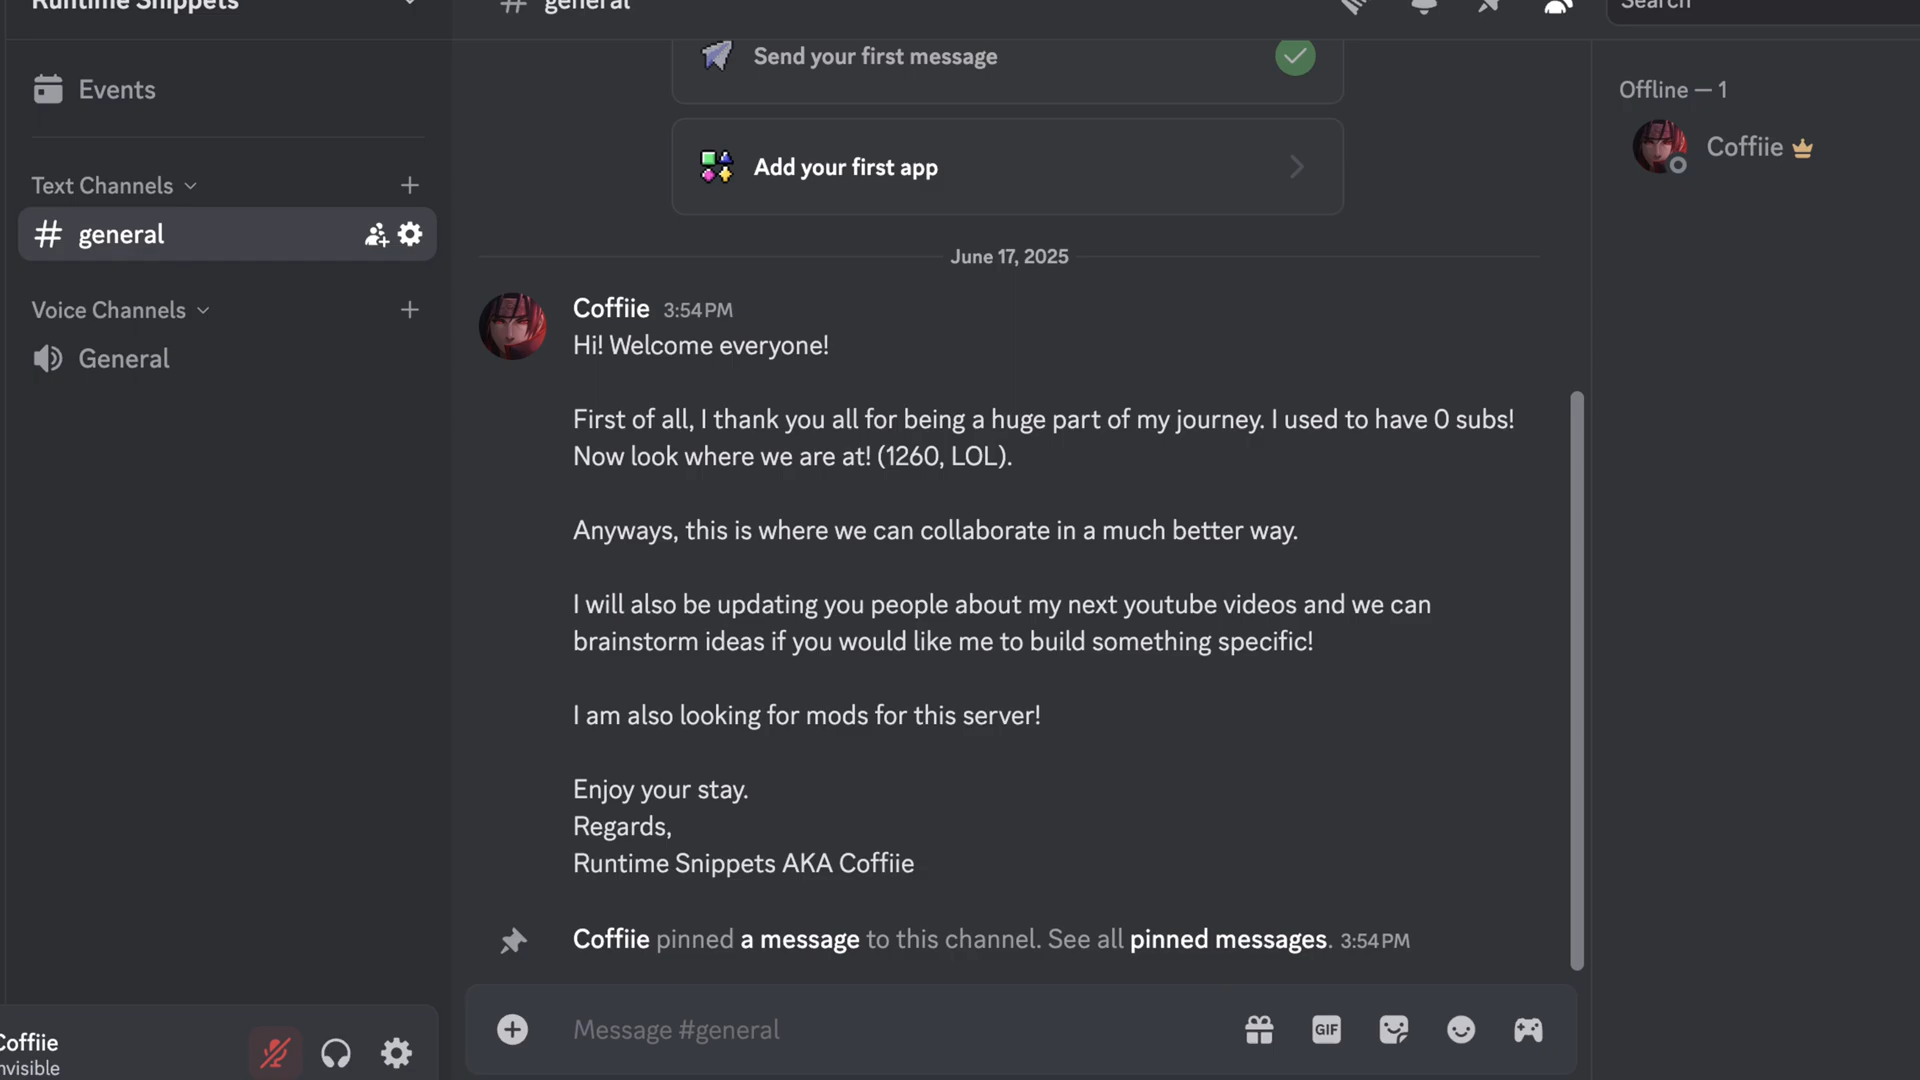 Runtime Snippets
Events
Text Channels
general
Voice Channels
General
Coffiie
nvisible
general
Search
Send your first message
Add your first app
June 17, 2025
Coffiie 3:54 PM
Hi! Welcome everyone!
First of all, I thank you all for being a huge part of my journey. I used to have 0 subs!
Now look where we are at! (1260, LOL).
Anyways, this is where we can collaborate in a much better way.
I will also be updating you people about my next youtube videos and we can
brainstorm ideas if you would like me to build something specific!
I am also looking for mods for this server!
Enjoy your stay.
Regards,
Runtime Snippets AKA Coffiie
Coffiie pinned a message to this channel. See all pinned messages. 3:54 PM
Message #general
GIF
Offline — 1
Coffiie